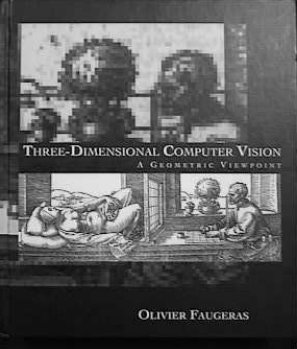 THREE-DIMENSIONAL COMPUTER VISION
A GEOMETRIC VIEWPOINT
OLIVIER FAUGERAS